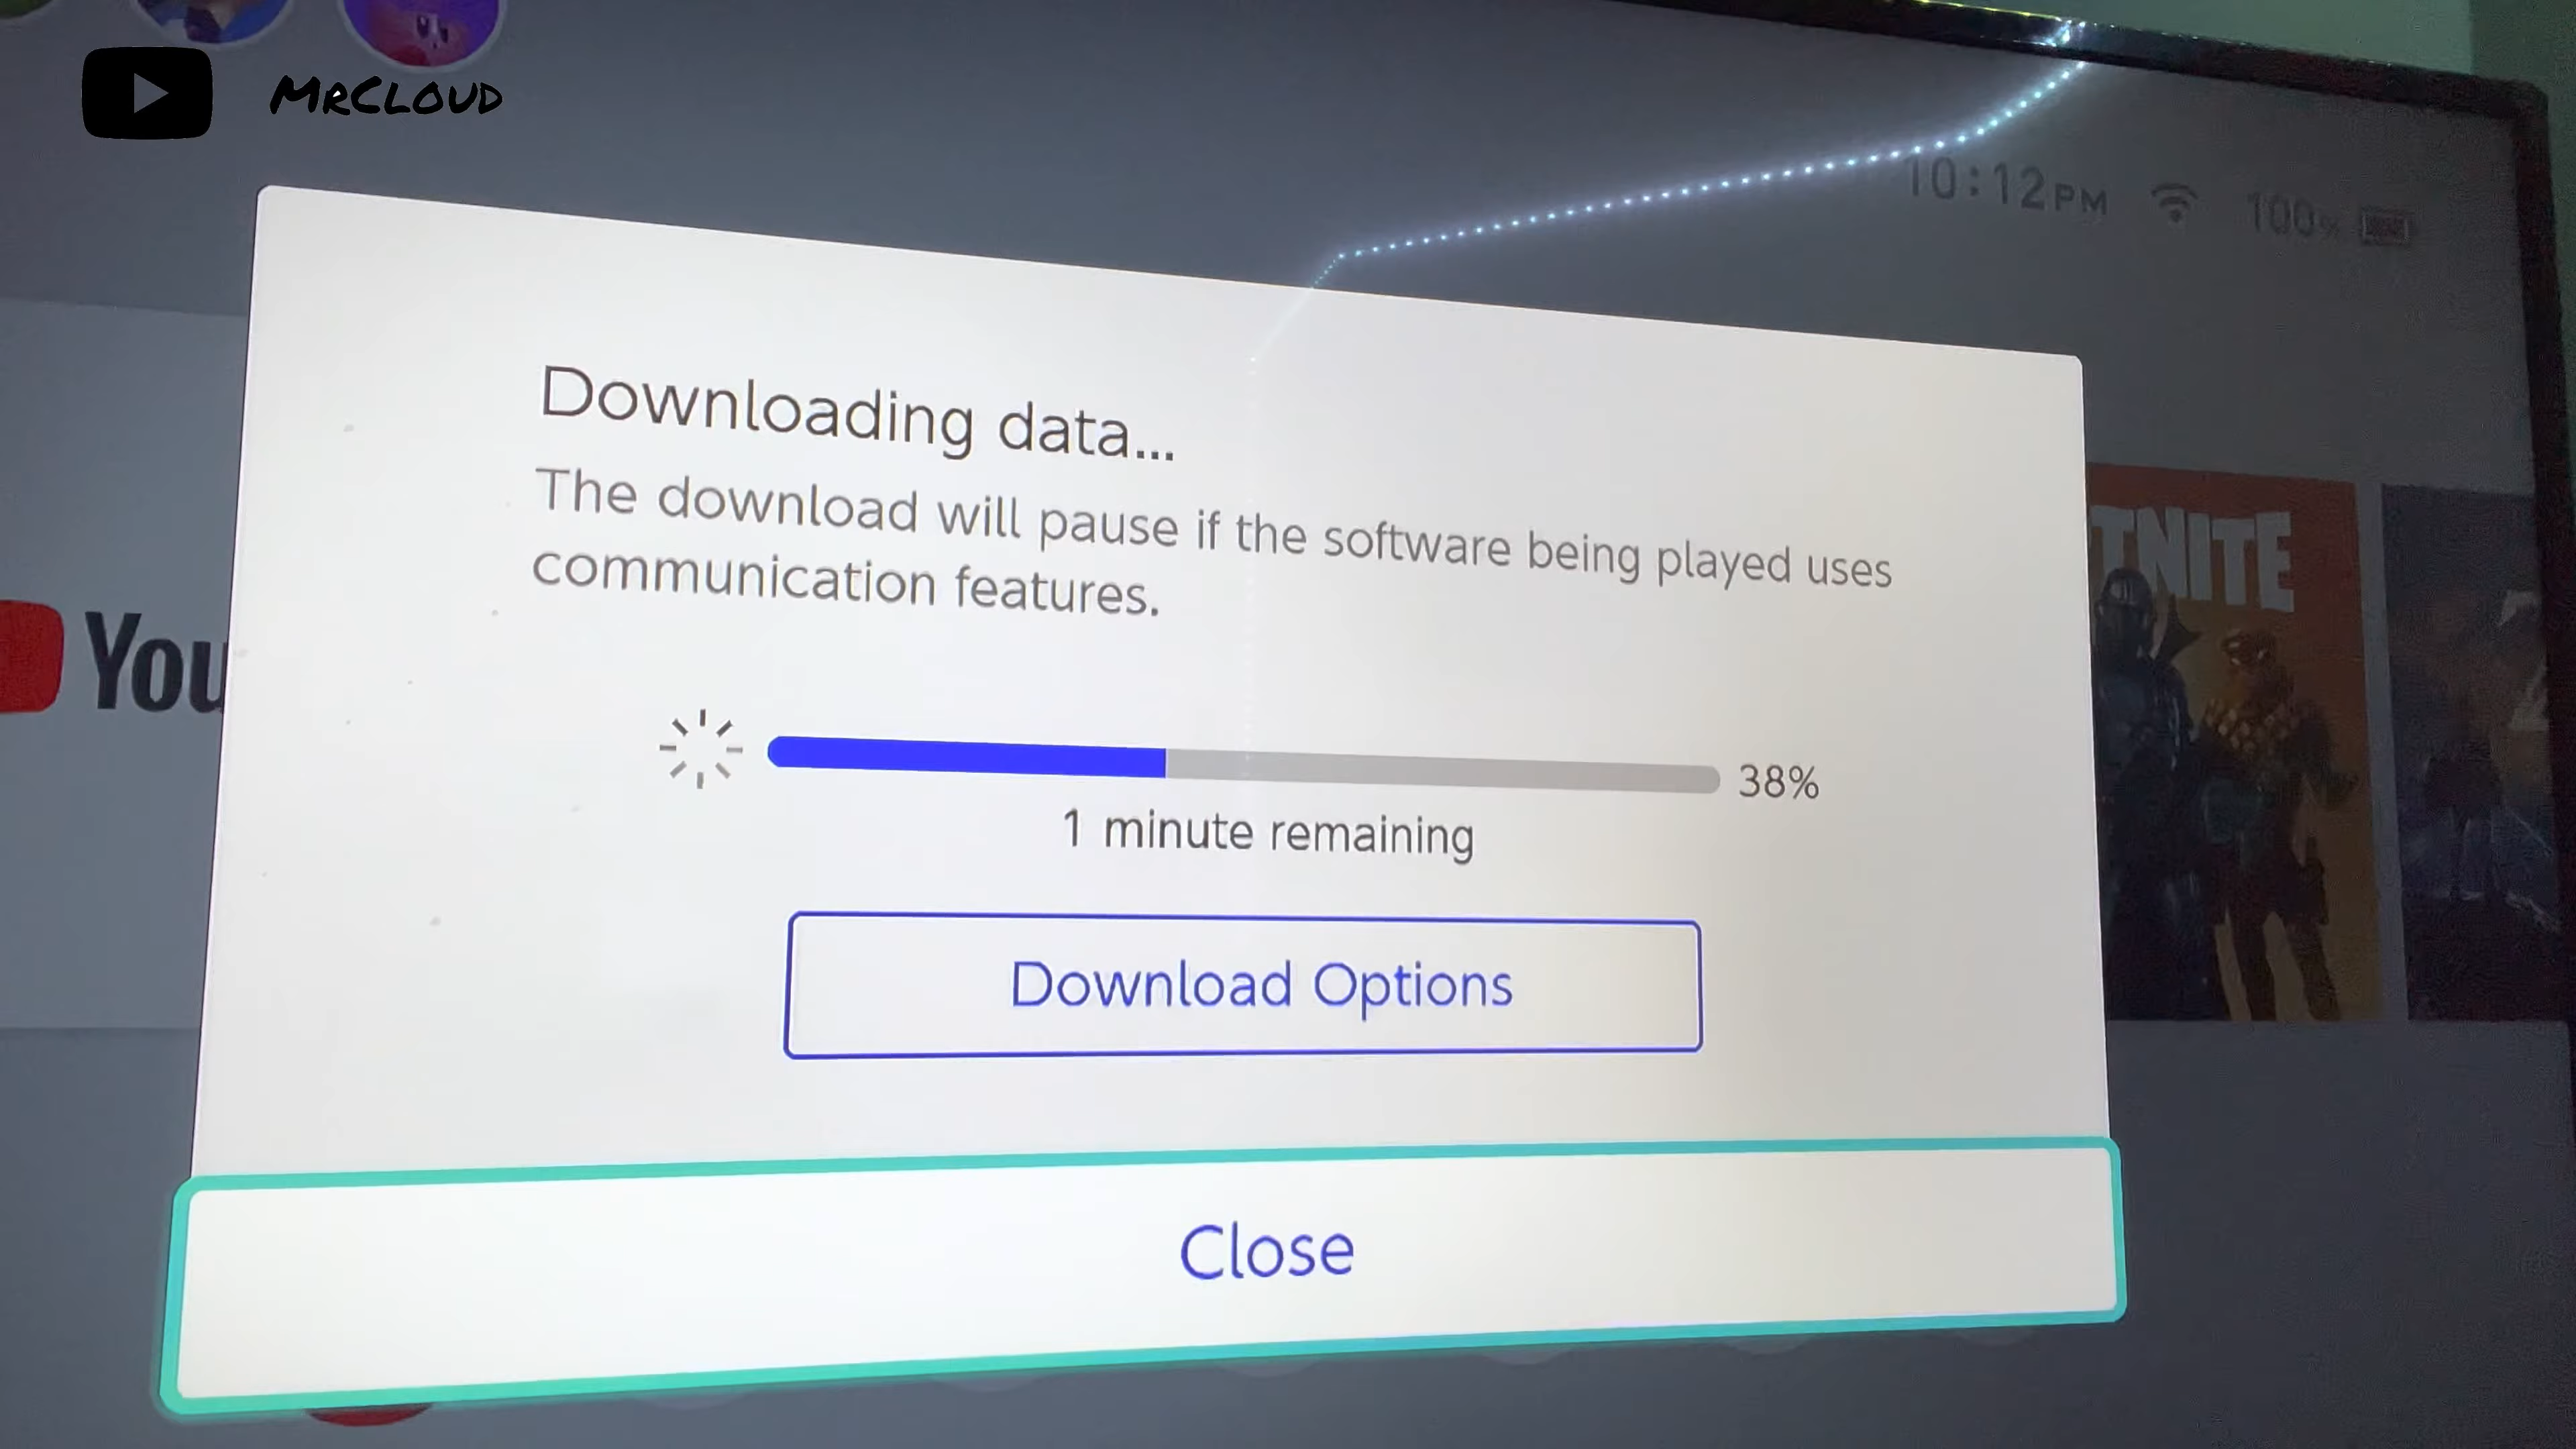 MrCloud
10:12PM 100%
Downloading data...
The download will pause if the software being played uses
communication features.
You
TNITE
38%
1 minute remaining
Download Options
Close